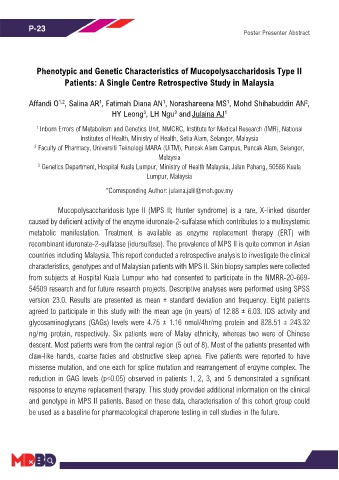 P-23
Poster Presenter Abstract
Phenotypic and Genetic Characteristics of Mucopolysaccharidosis Type II
Patients: A Single Centre Retrospective Study in Malaysia
Affandi O1,2, Salina AR1, Fatimah Diana AN1, Norashareena MS1, Mohd Shihabuddin AN2,
HY Leong3, LH Ngu3 and Julaina AJ1
1 Inborn Errors of Metabolism and Genetics Unit, NMCRC, Institute for Medical Research (IMR), National
Institutes of Health, Ministry of Health, Setia Alam, Selangor, Malaysia
2 Faculty of Pharmacy, Universiti Teknologi MARA (UiTM), Puncak Alam Campus, Puncak Alam, Selangor,
Malaysia
3 Genetics Department, Hospital Kuala Lumpur, Ministry of Health Malaysia, Jalan Pahang, 50586 Kuala
Lumpur, Malaysia
*Corresponding Author: julaina.jalil@moh.gov.my
Mucopolysaccharidosis type II (MPS II; Hunter syndrome) is a rare, X-linked disorder
caused by deficient activity of the enzyme iduronate-2-sulfatase which contributes to a multisystemic
metabolic manifestation. Treatment is available as enzyme replacement therapy (ERT) with
recombinant iduronate-2-sulfatase (idursulfase). The prevalence of MPS II is quite common in Asian
countries including Malaysia. This report conducted a retrospective analysis to investigate the clinical
characteristics, genotypes and of Malaysian patients with MPS II. Skin biopsy samples were collected
from subjects at Hospital Kuala Lumpur who had consented to participate in the NMRR-20-669-
54509 research and for future research projects. Descriptive analyses were performed using SPSS
version 23.0. Results are presented as mean ± standard deviation and frequency. Eight patients
agreed to participate in this study with the mean age (in years) of 12.88 ± 6.03. IDS activity and
glycosaminoglycans (GAGs) levels were 4.75 ± 1.16 nmol/4hr/mg protein and 828.51 ± 243.32
ng/mg protein, respectively. Six patients were of Malay ethnicity, whereas two were of Chinese
descent. Most patients were from the central region (5 out of 8). Most of the patients presented with
claw-like hands, coarse facies and obstructive sleep apnea. Five patients were reported to have
missense mutation, and one each for splice mutation and rearrangement of enzyme complex. The
reduction in GAG levels (p<0.05) observed in patients 1, 2, 3, and 5 demonstrated a significant
response to enzyme replacement therapy. This study provided additional information on the clinical
and genotype in MPS II patients. Based on these data, characterisation of this cohort group could
be used as a baseline for pharmacological chaperone testing in cell studies in the future.